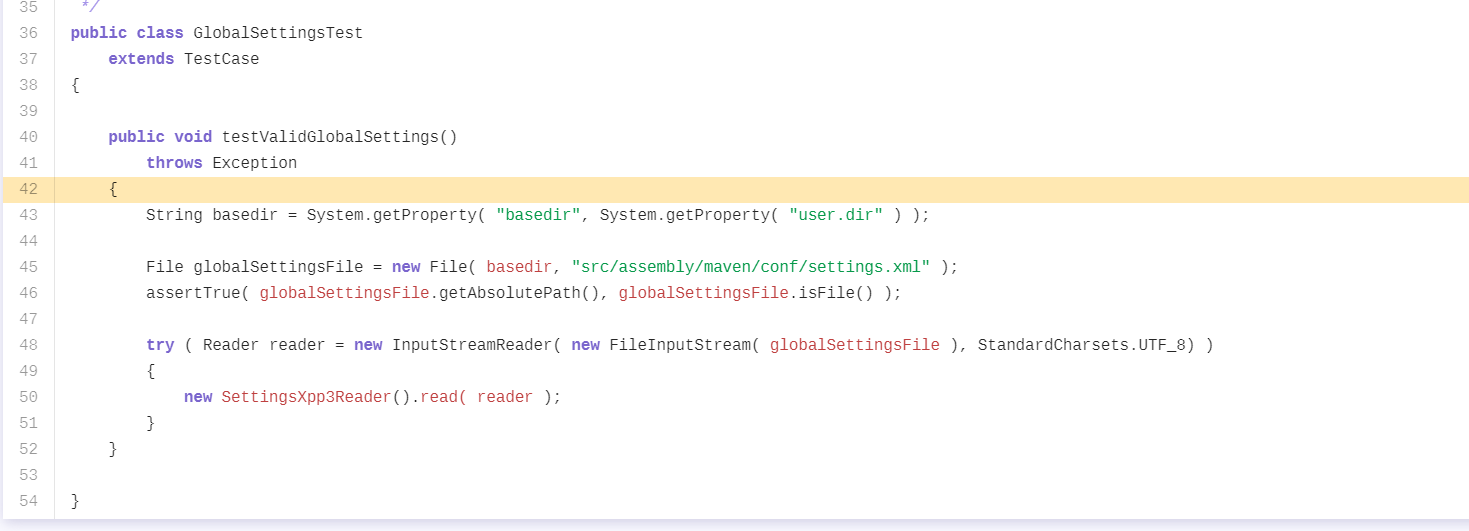 35 */
36 public class GlobalSettingsTest
37     extends TestCase
38 {
39
40     public void testValidGlobalSettings()
41         throws Exception
42     {
43         String basedir = System.getProperty( "basedir", System.getProperty( "user.dir" ) );
44
45         File globalSettingsFile = new File( basedir, "src/assembly/maven/conf/settings.xml" );
46         assertTrue( globalSettingsFile.getAbsolutePath(), globalSettingsFile.isFile() );
47
48         try ( Reader reader = new InputStreamReader( new FileInputStream( globalSettingsFile ), StandardCharsets.UTF_8) )
49         {
50             new SettingsXpp3Reader().read( reader );
51         }
52     }
53
54 }